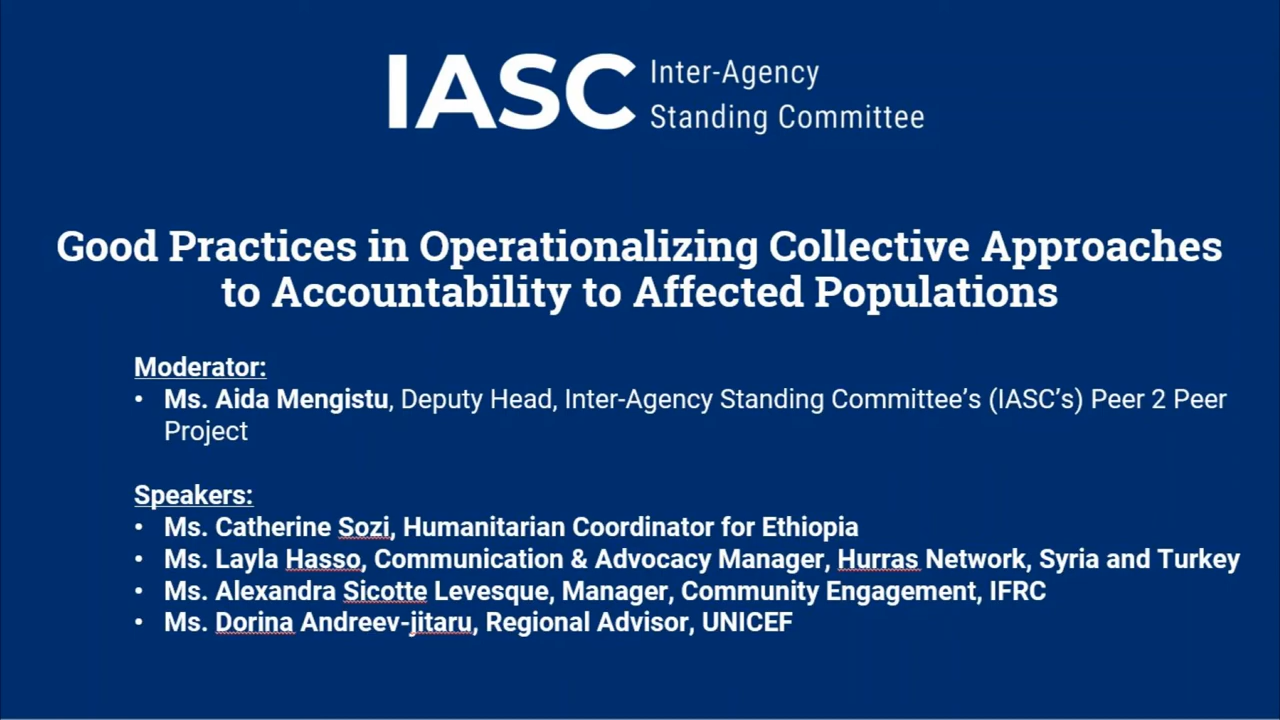 IASC Inter-Agency
Standing Committee
Good Practices in Operationalizing Collective Approaches
to Accountability to Affected Populations
Moderator:
• Ms. Aida Mengistu, Deputy Head, Inter-Agency Standing Committee’s (IASC’s) Peer 2 Peer
Project
Speakers:
• Ms. Catherine Sozi, Humanitarian Coordinator for Ethiopia
• Ms. Layla Hasso, Communication & Advocacy Manager, Hurras Network, Syria and Turkey
• Ms. Alexandra Sicotte Levesque, Manager, Community Engagement, IFRC
• Ms. Dorina Andreev-jitaru, Regional Advisor, UNICEF